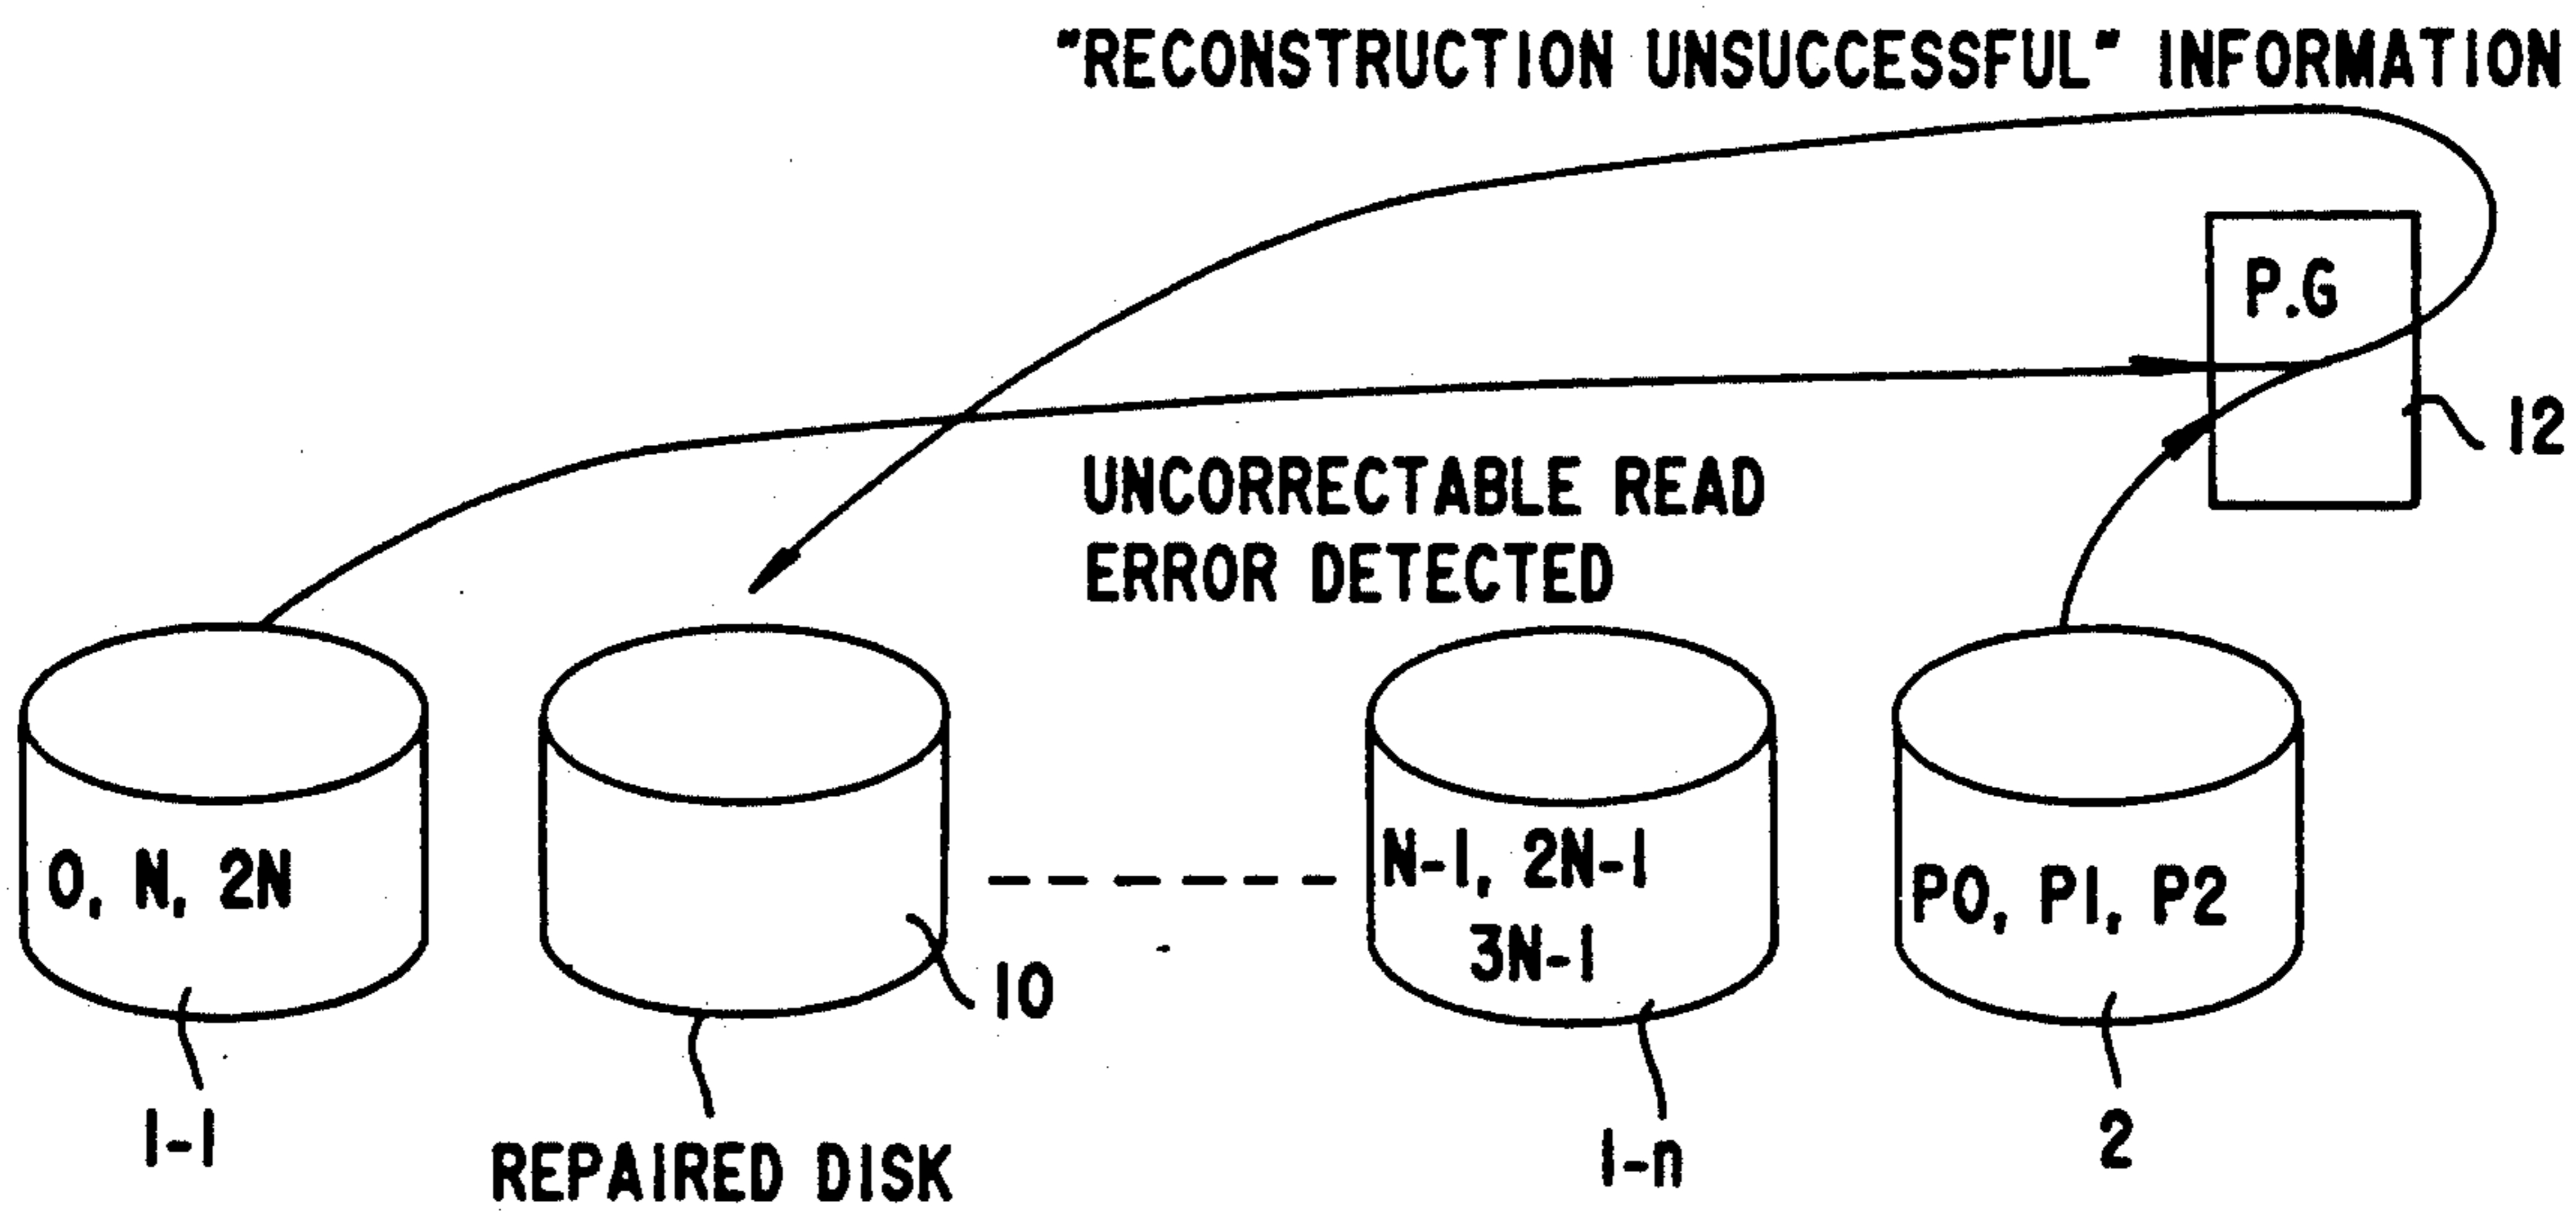 "RECONSTRUCTION UNSUCCESSFUL" INFORMATION
P.G
12
UNCORRECTABLE READ
ERROR DETECTED
0, N, 2N
N-1, 2N-1
3N-1
P0, P1, P2
10
1-1
REPAIRED DISK
1-n
2